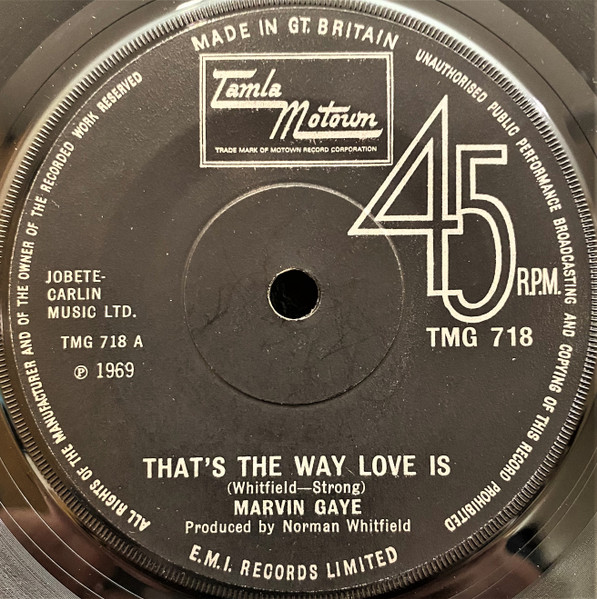 MADE IN GT. BRITAIN
UNAUTHORISED PUBLIC PERFORMANCE BROADCASTING AND COPYING OF THIS RECORD PROHIBITED
ALL RIGHTS OF THE MANUFACTURER AND OF THE OWNER OF THE RECORDED WORK RESERVED
Tamla
Motown
TRADE MARK OF MOTOWN RECORD CORPORATION
45
R.P.M.
TMG 718
JOBETE-
CARLIN
MUSIC LTD.
TMG 718 A
℗ 1969
THAT'S THE WAY LOVE IS
(Whitfield—Strong)
MARVIN GAYE
Produced by Norman Whitfield
E.M.I. RECORDS LIMITED